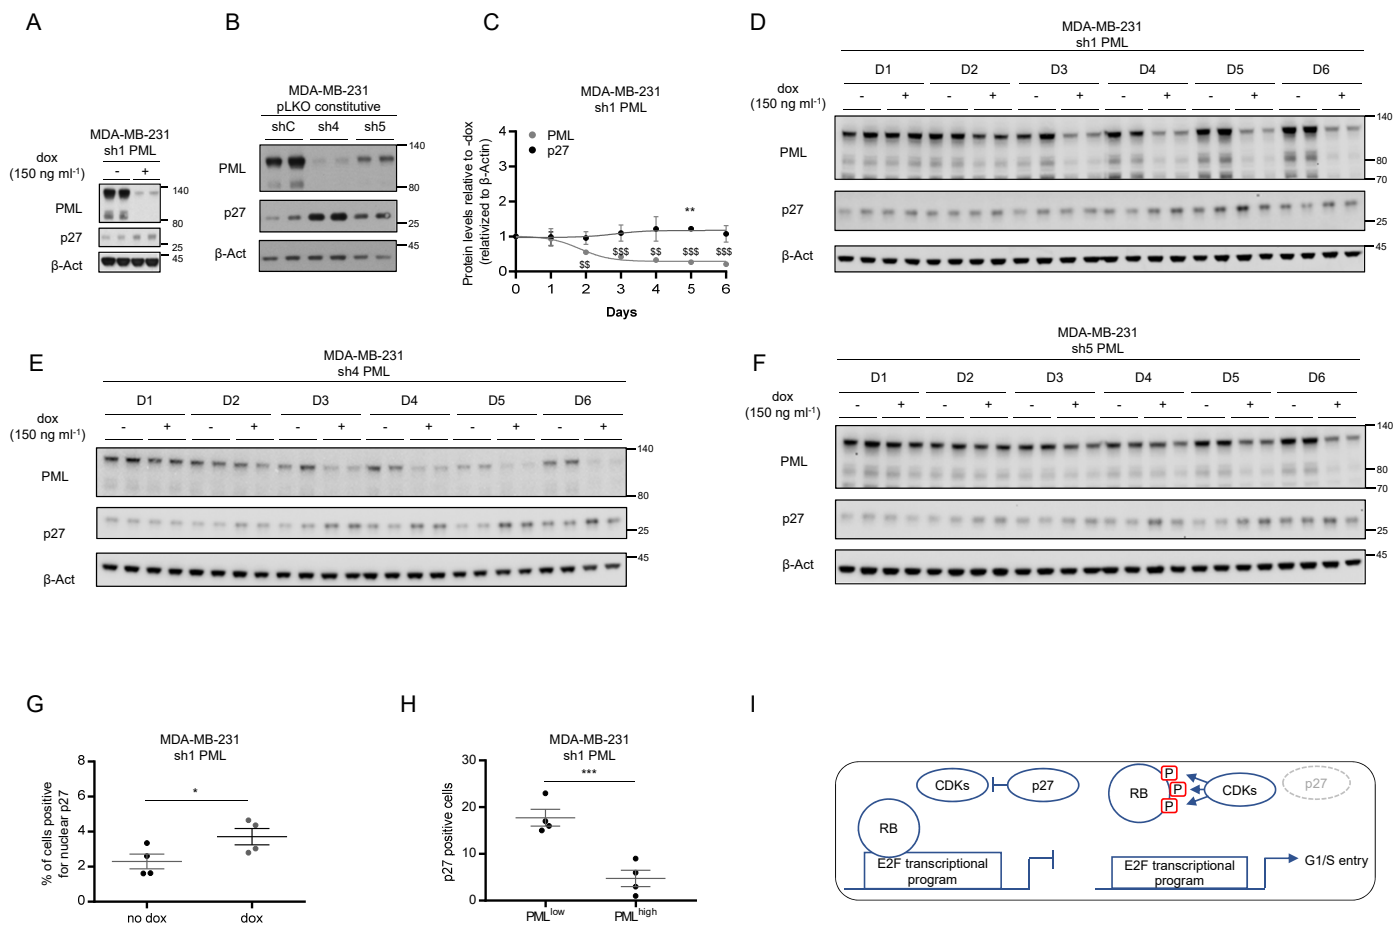 A
MDA-MB-231
sh1 PML
dox
(150 ng ml-1)
- +
PML
140
80
p27
25
β-Act
45
B
MDA-MB-231
pLKO constitutive
shC sh4 sh5
PML
140
80
p27
25
β-Act
45
C
MDA-MB-231
sh1 PML
Protein levels relative to -dox
(relativized to β-Actin)
4
3
2
1
0
PML
p27
**
$$ $$$ $$ $$$ $$$
0 1 2 3 4 5 6
Days
D
MDA-MB-231
sh1 PML
D1 D2 D3 D4 D5 D6
dox
(150 ng ml-1)
- + - + - + - + - + - +
PML
140
80
70
p27
25
β-Act
45
E
MDA-MB-231
sh4 PML
D1 D2 D3 D4 D5 D6
dox
(150 ng ml-1)
- + - + - + - + - + - +
PML
140
80
p27
25
β-Act
45
F
MDA-MB-231
sh5 PML
D1 D2 D3 D4 D5 D6
dox
(150 ng ml-1)
- + - + - + - + - + - +
PML
140
80
70
p27
25
β-Act
45
G
MDA-MB-231
sh1 PML
% of cells positive
for nuclear p27
8
6
4
2
0
*
no dox dox
H
MDA-MB-231
sh1 PML
p27 positive cells
30
20
10
0
***
PMLlow PMLhigh
I
CDKs p27
RB
E2F transcriptional
program
RB P P P CDKs p27
E2F transcriptional
program
G1/S entry